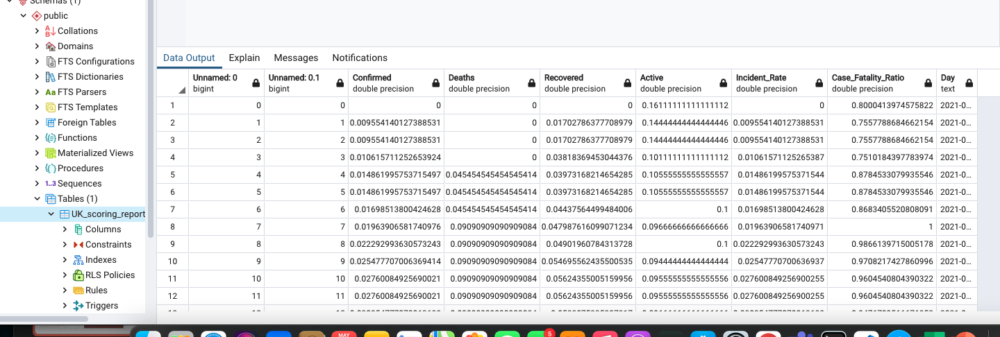 Schemas (1)
public
Collations
Domains
FTS Configurations
FTS Dictionaries
Aa FTS Parsers
FTS Templates
Foreign Tables
Functions
Materialized Views
Procedures
1..3 Sequences
Tables (1)
UK_scoring_report
Columns
Constraints
Indexes
RLS Policies
Rules
Triggers
Data Output Explain Messages Notifications
Unnamed: 0 Unnamed: 0.1 Confirmed Deaths Recovered Active Incident_Rate Case_Fatality_Ratio Day
bigint bigint double precision double precision double precision double precision double precision double precision text
1 0 0 0 0 0 0.16111111111111112 0 0.8000413974575822 2021-0...
2 1 1 0.009554140127388531 0 0.01702786377708979 0.14444444444444446 0.009554140127388531 0.7557788684662154 2021-0...
3 2 2 0.009554140127388531 0 0.01702786377708979 0.14444444444444446 0.009554140127388531 0.7557788684662154 2021-0...
4 3 3 0.010615711252653924 0 0.03818369453044376 0.10111111111111112 0.01061571125265387 0.7510184397783974 2021-0...
5 4 4 0.014861995753715497 0.045454545454545414 0.03973168214654285 0.10555555555555557 0.01486199575371544 0.8784533079935546 2021-0...
6 5 5 0.014861995753715497 0.045454545454545414 0.03973168214654285 0.10555555555555557 0.01486199575371544 0.8784533079935546 2021-0...
7 6 6 0.01698513800424628 0.045454545454545414 0.04437564499484006 0.1 0.01698513800424628 0.8683405520808091 2021-0...
8 7 7 0.01963906581740976 0.09090909090909084 0.047987616099071234 0.09666666666666666 0.01963906581740971 1 2021-0...
9 8 8 0.022292993630573243 0.09090909090909084 0.04901960784313728 0.1 0.022292993630573243 0.9866139715005178 2021-0...
10 9 9 0.025477707006369414 0.09090909090909084 0.054695562435500535 0.09444444444444444 0.02547770700636937 0.9708217427860996 2021-0...
11 10 10 0.02760084925690021 0.09090909090909084 0.05624355005159956 0.09555555555555556 0.027600849256900255 0.9604540804390322 2021-0...
12 11 11 0.02760084925690021 0.09090909090909084 0.05624355005159956 0.09555555555555556 0.027600849256900255 0.9604540804390322 2021-0...
MAY
5